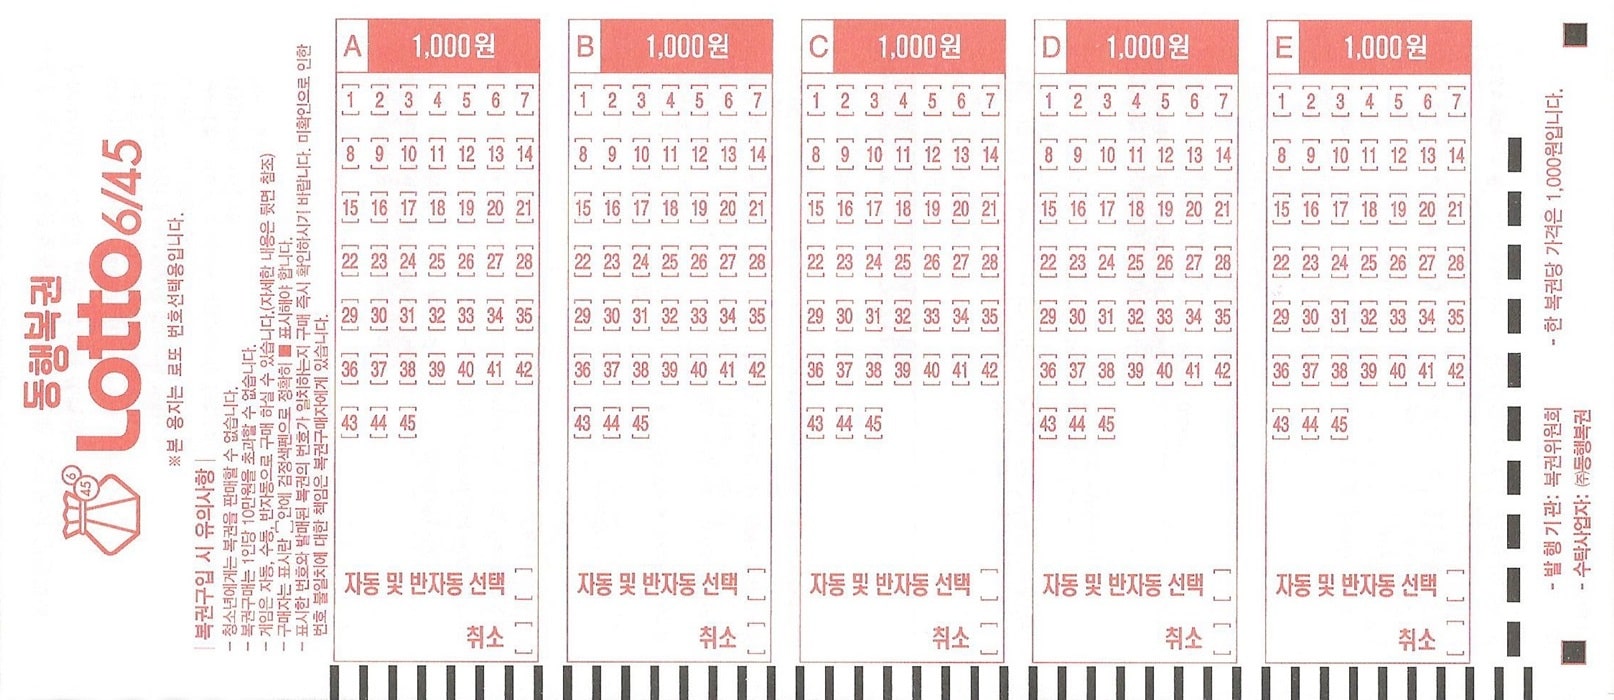 동행복권
Lotto6/45
6
45
※본 용지는 로또 번호선택용입니다.
복권구입 시 유의사항
- 청소년에게는 복권을 판매할 수 없습니다.
- 복권구매는 1인당 10만원을 초과할 수 없습니다.
- 게임은 자동, 수동, 반자동으로 구매 하실 수 있습니다.(자세한 내용은 뒷면 참조)
- 구매자는 표시란 [ ]안에 검정색펜으로 정확히 ■ 표시해야 합니다.
- 표시한 번호와 발매된 복권의 번호가 일치하는지 구매 즉시 확인하시기 바랍니다. 미확인으로 인한
번호 불일치에 대한 책임은 복권구매자에게 있습니다.
A 1,000원
1 2 3 4 5 6 7
8 9 10 11 12 13 14
15 16 17 18 19 20 21
22 23 24 25 26 27 28
29 30 31 32 33 34 35
36 37 38 39 40 41 42
43 44 45
자동 및 반자동 선택 [ ]
취소 [ ]
B 1,000원
1 2 3 4 5 6 7
8 9 10 11 12 13 14
15 16 17 18 19 20 21
22 23 24 25 26 27 28
29 30 31 32 33 34 35
36 37 38 39 40 41 42
43 44 45
자동 및 반자동 선택 [ ]
취소 [ ]
C 1,000원
1 2 3 4 5 6 7
8 9 10 11 12 13 14
15 16 17 18 19 20 21
22 23 24 25 26 27 28
29 30 31 32 33 34 35
36 37 38 39 40 41 42
43 44 45
자동 및 반자동 선택 [ ]
취소 [ ]
D 1,000원
1 2 3 4 5 6 7
8 9 10 11 12 13 14
15 16 17 18 19 20 21
22 23 24 25 26 27 28
29 30 31 32 33 34 35
36 37 38 39 40 41 42
43 44 45
자동 및 반자동 선택 [ ]
취소 [ ]
E 1,000원
1 2 3 4 5 6 7
8 9 10 11 12 13 14
15 16 17 18 19 20 21
22 23 24 25 26 27 28
29 30 31 32 33 34 35
36 37 38 39 40 41 42
43 44 45
자동 및 반자동 선택 [ ]
취소 [ ]
- 발 행 기 관: 복권위원회
- 한 복권당 가격은 1,000원입니다.
- 수탁사업자: ㈜동행복권